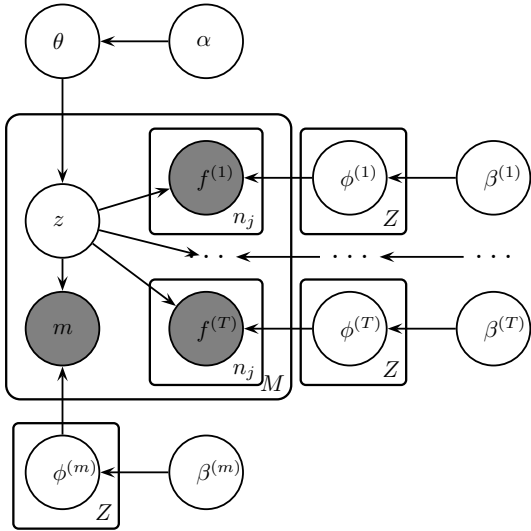 θ α
f⁽¹⁾ ϕ⁽¹⁾ β⁽¹⁾
z n_j Z
· · · · · · · ·
m f⁽ᵀ⁾ ϕ⁽ᵀ⁾ β⁽ᵀ⁾
n_j M Z
ϕ⁽ᵐ⁾ β⁽ᵐ⁾
Z